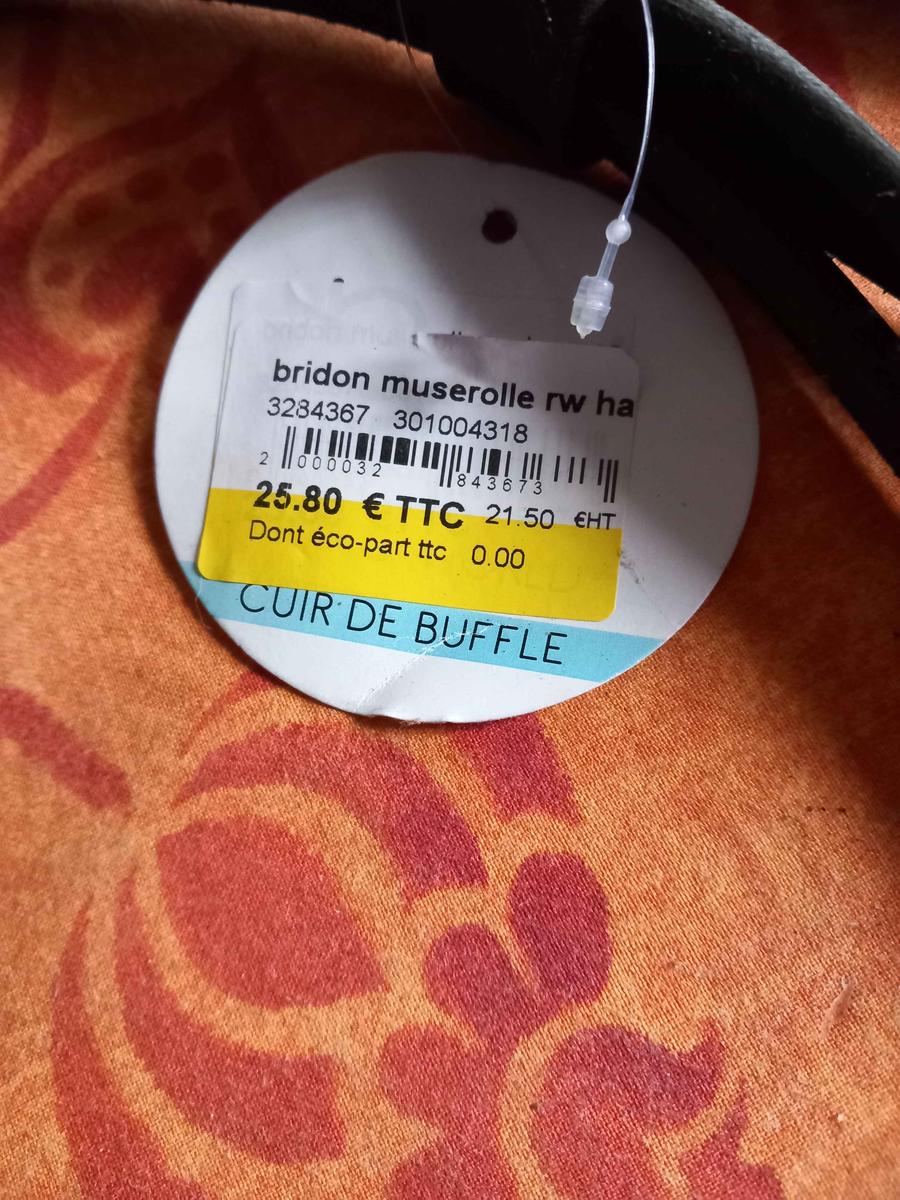 bridon muserolle rw ha
3284367 301004318
2 000032 843673
25.80 € TTC 21.50 €HT
Dont éco-part ttc 0.00
CUIR DE BUFFLE